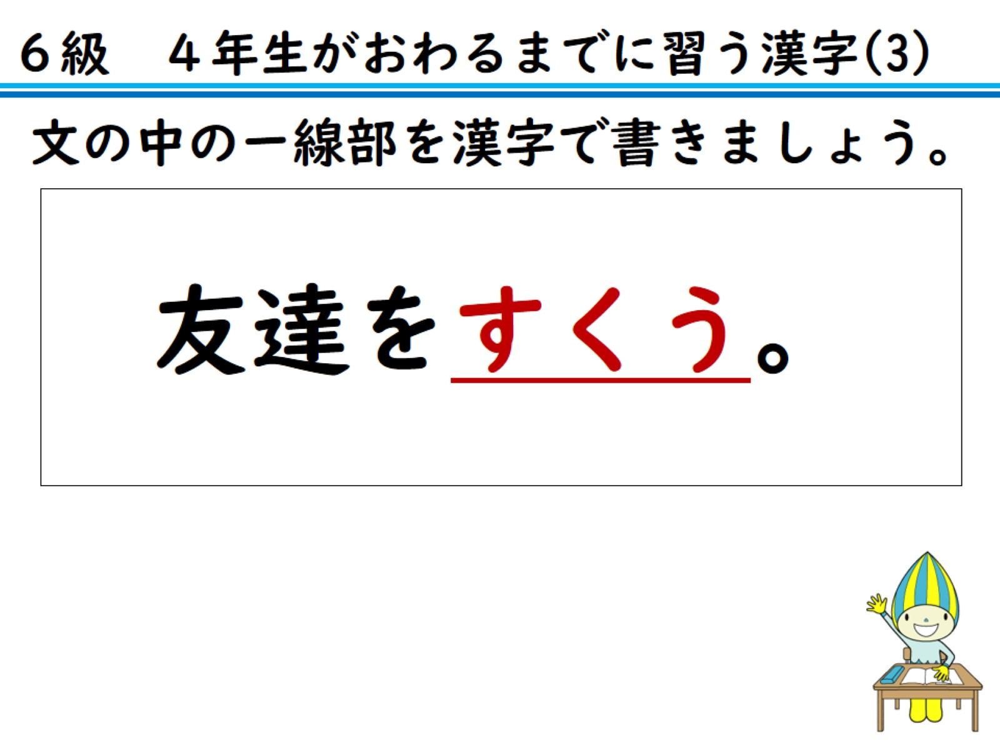 ６級　４年生がおわるまでに習う漢字(3)
文の中の―線部を漢字で書きましょう。
友達をすくう。